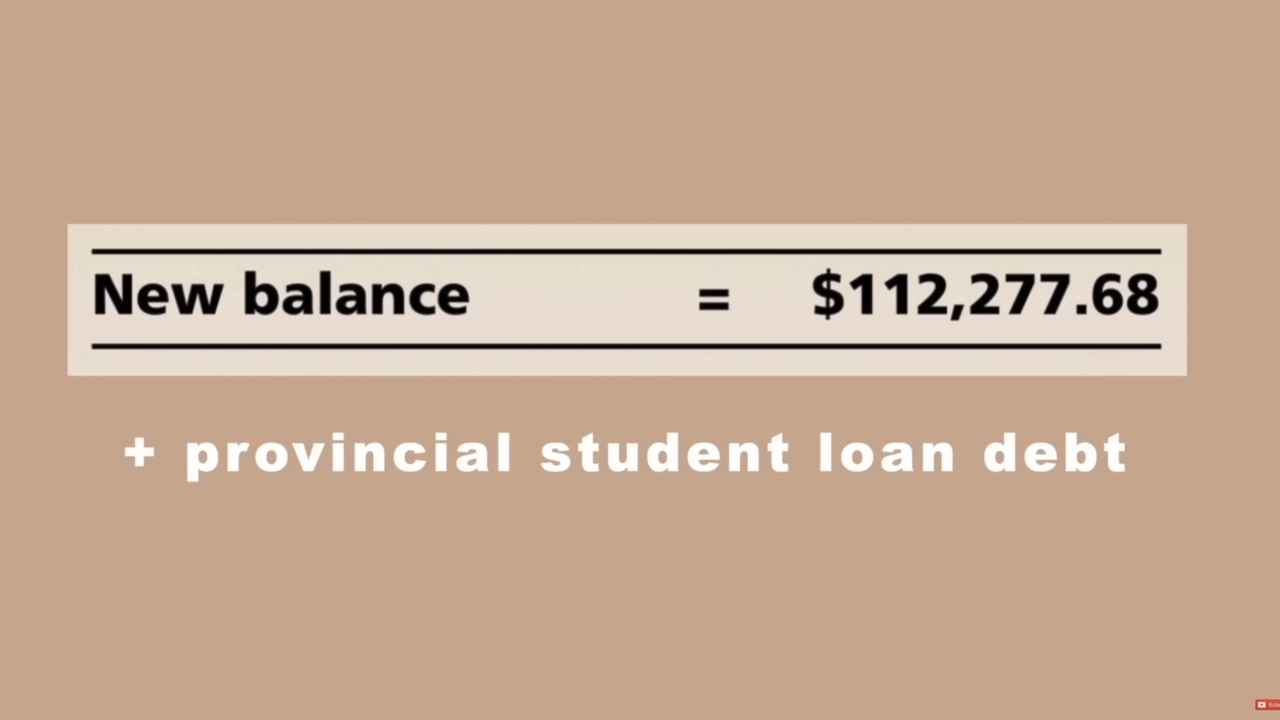 New balance = $112,277.68
+ provincial student loan debt